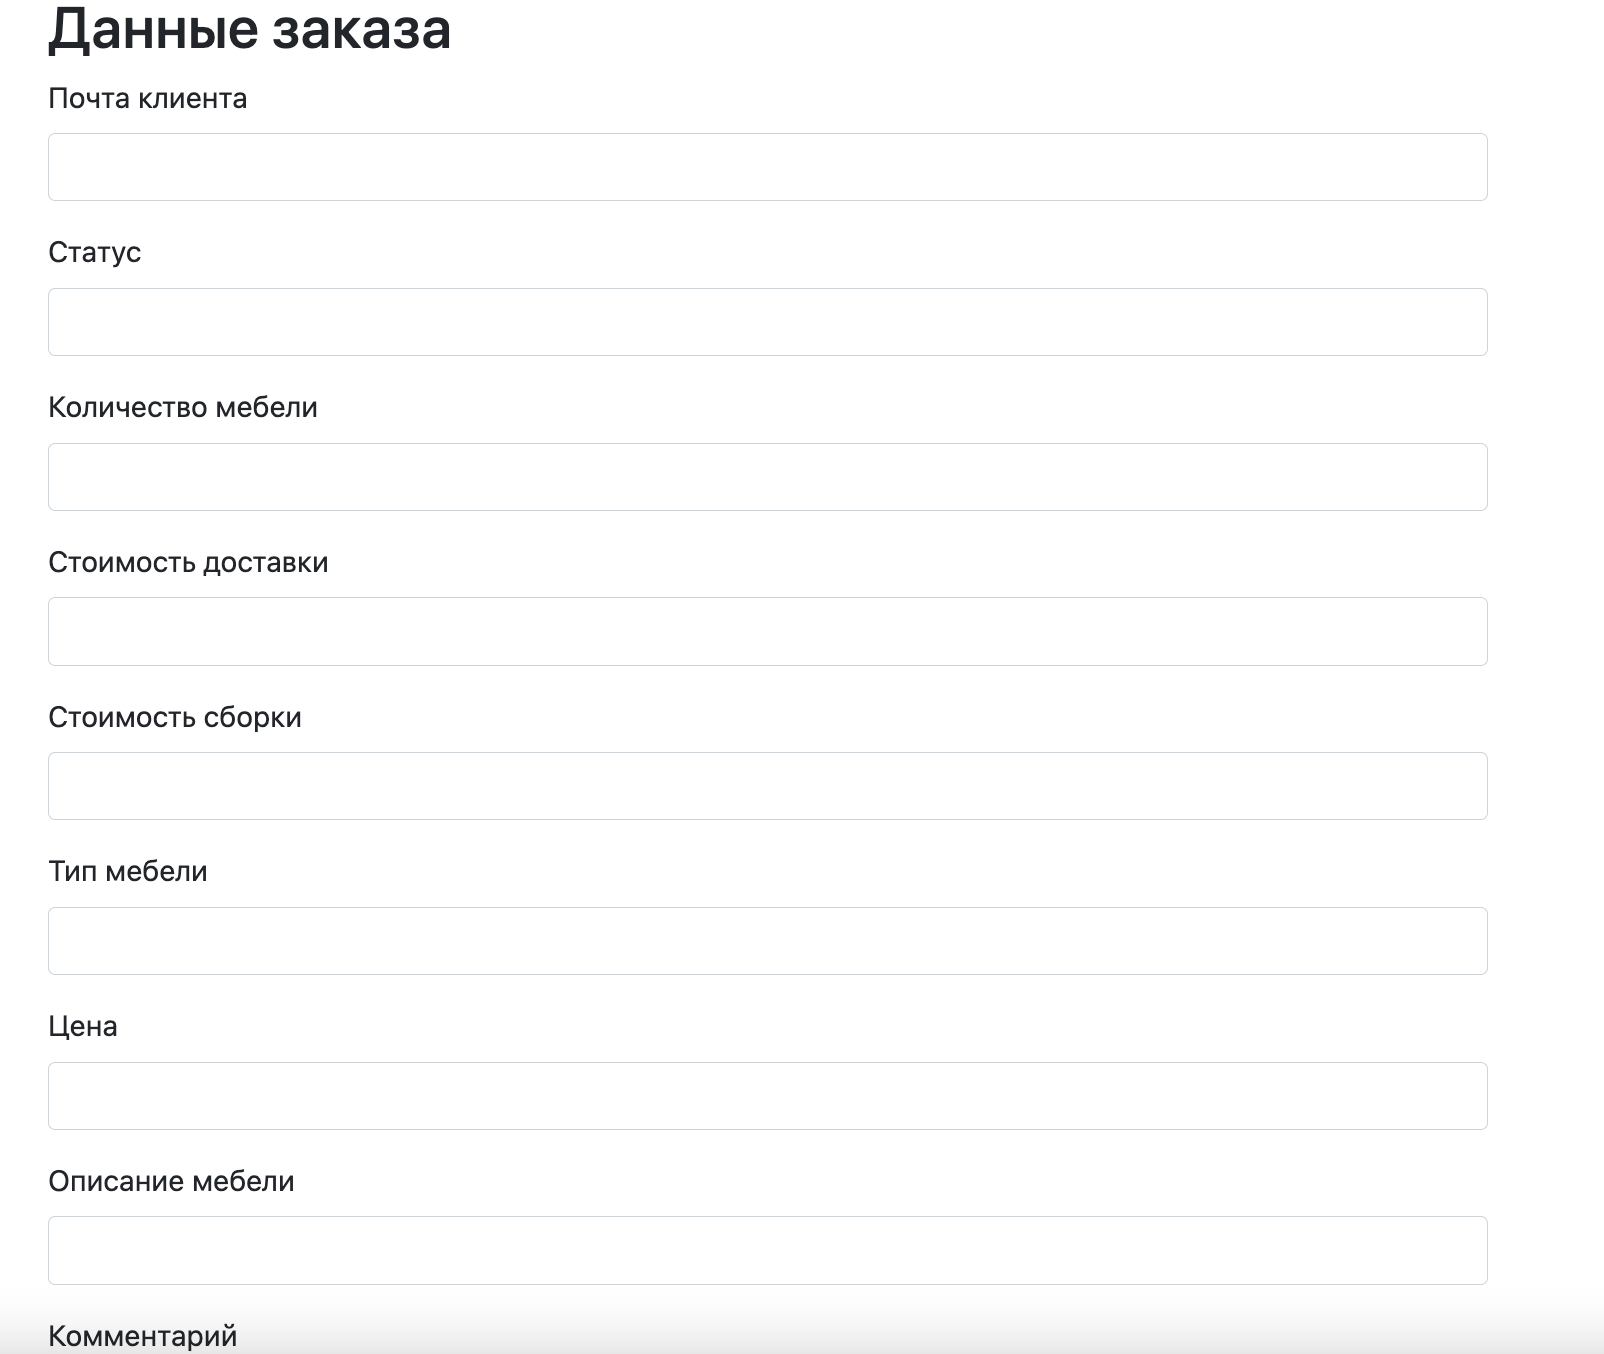 Данные заказа
Почта клиента
Статус
Количество мебели
Стоимость доставки
Стоимость сборки
Тип мебели
Цена
Описание мебели
Комментарий